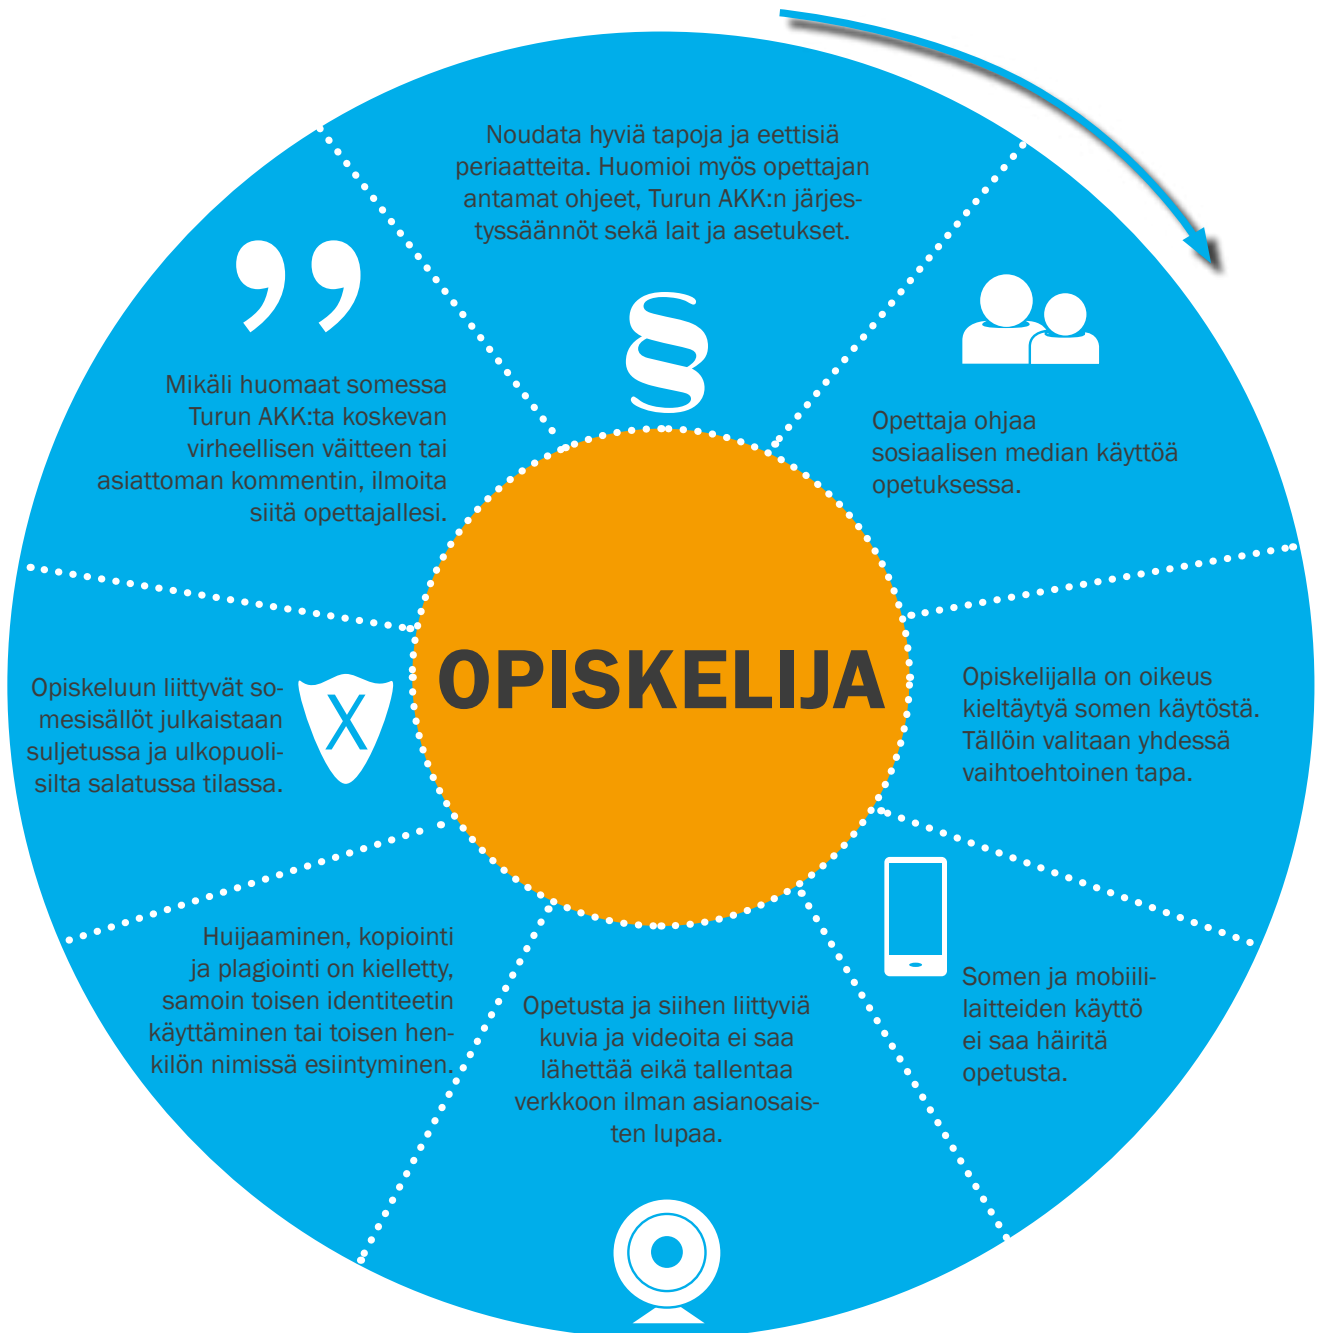 Noudata hyviä tapoja ja eettisiä
periaatteita. Huomioi myös opettajan
antamat ohjeet, Turun AKK:n järjes-
tyssäännöt sekä lait ja asetukset.
§
Opettaja ohjaa
sosiaalisen median käyttöä
opetuksessa.
Opiskelijalla on oikeus
kieltäytyä somen käytöstä.
Tällöin valitaan yhdessä
vaihtoehtoinen tapa.
Somen ja mobiili-
laitteiden käyttö
ei saa häiritä
opetusta.
Opetusta ja siihen liittyviä
kuvia ja videoita ei saa
lähettää eikä tallentaa
verkkoon ilman asianosais-
ten lupaa.
Huijaaminen, kopiointi
ja plagiointi on kielletty,
samoin toisen identiteetin
käyttäminen tai toisen hen-
kilön nimissä esiintyminen.
Opiskeluun liittyvät so-
mesisällöt julkaistaan
suljetussa ja ulkopuoli-
silta salatussa tilassa.
X
”
Mikäli huomaat somessa
Turun AKK:ta koskevan
virheellisen väitteen tai
asiattoman kommentin, ilmoita
siitä opettajallesi.
OPISKELIJA